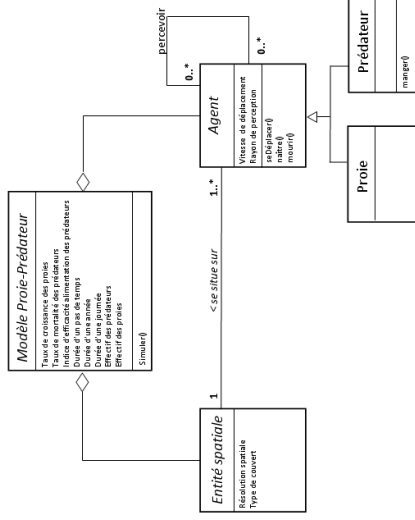 Modèle Proie-Prédateur
Taux de croissance des proies
Taux de mortalité des prédateurs
Indice d'efficacité alimentation des prédateurs
Durée d'un pas de temps
Durée d'une année
Durée d'une journée
Effectif des prédateurs
Effectif des proies
Simuler()
percevoir
0..*
0..*
Agent
Vitesse de déplacement
Rayon de perception
seDéplacer()
naître()
mourir()
1..*
< se situe sur
1
Entité spatiale
Résolution spatiale
Type de couvert
Proie
Prédateur
manger()